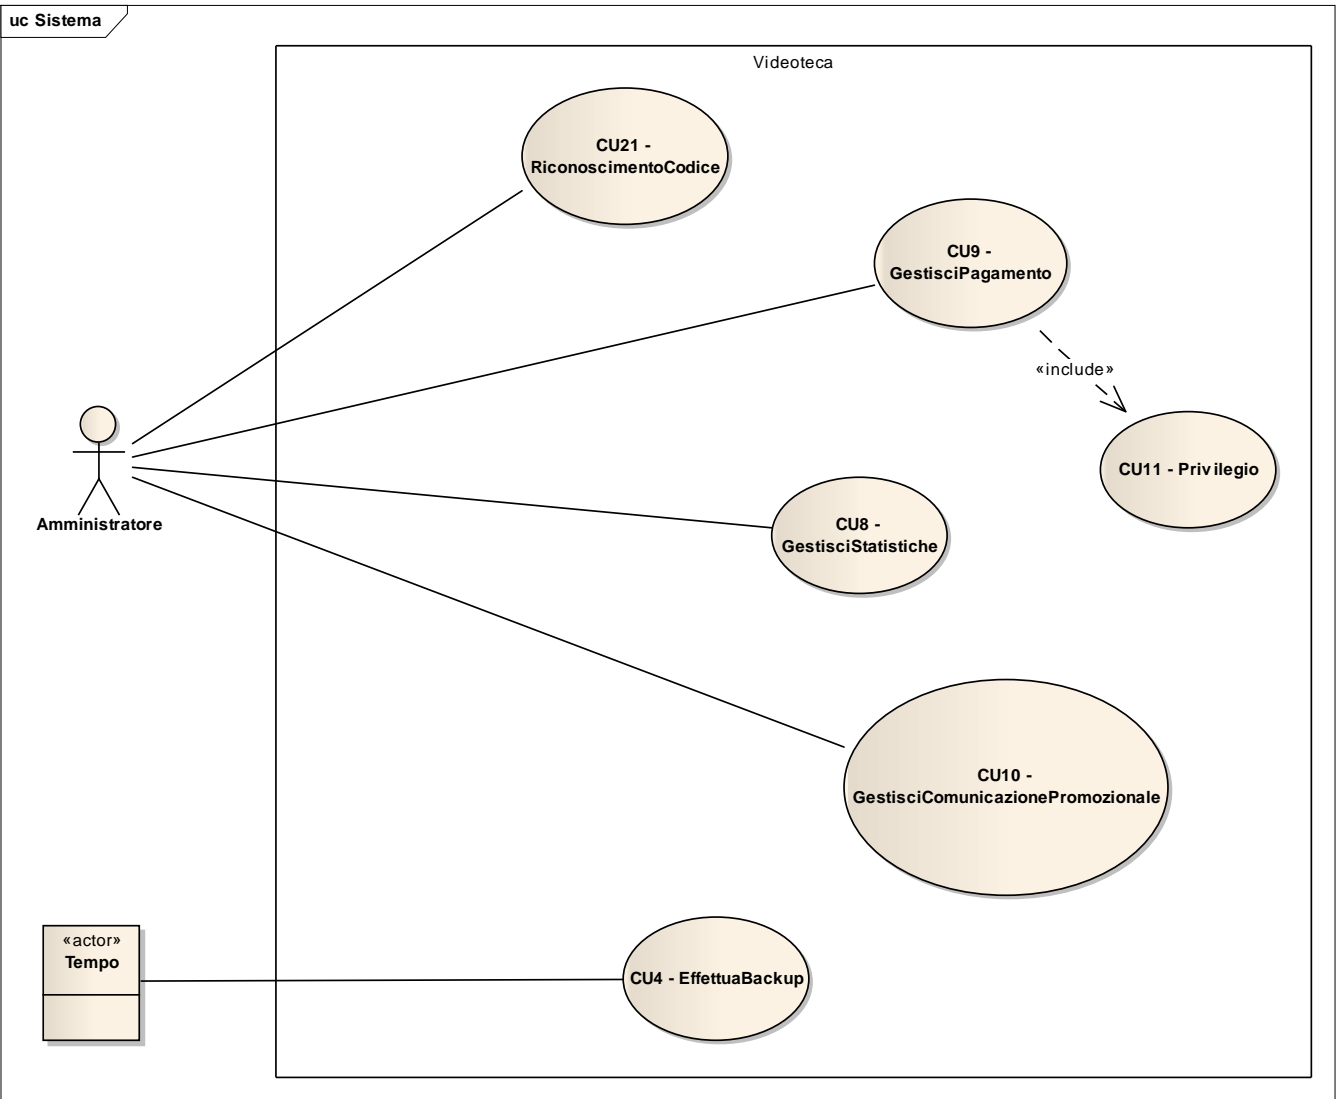 uc Sistema
Videoteca
CU21 -
RiconoscimentoCodice
CU9 -
GestisciPagamento
«include»
CU11 - Privilegio
Amministratore
CU8 -
GestisciStatistiche
CU10 -
GestisciComunicazionePromozionale
«actor»
Tempo
CU4 - EffettuaBackup